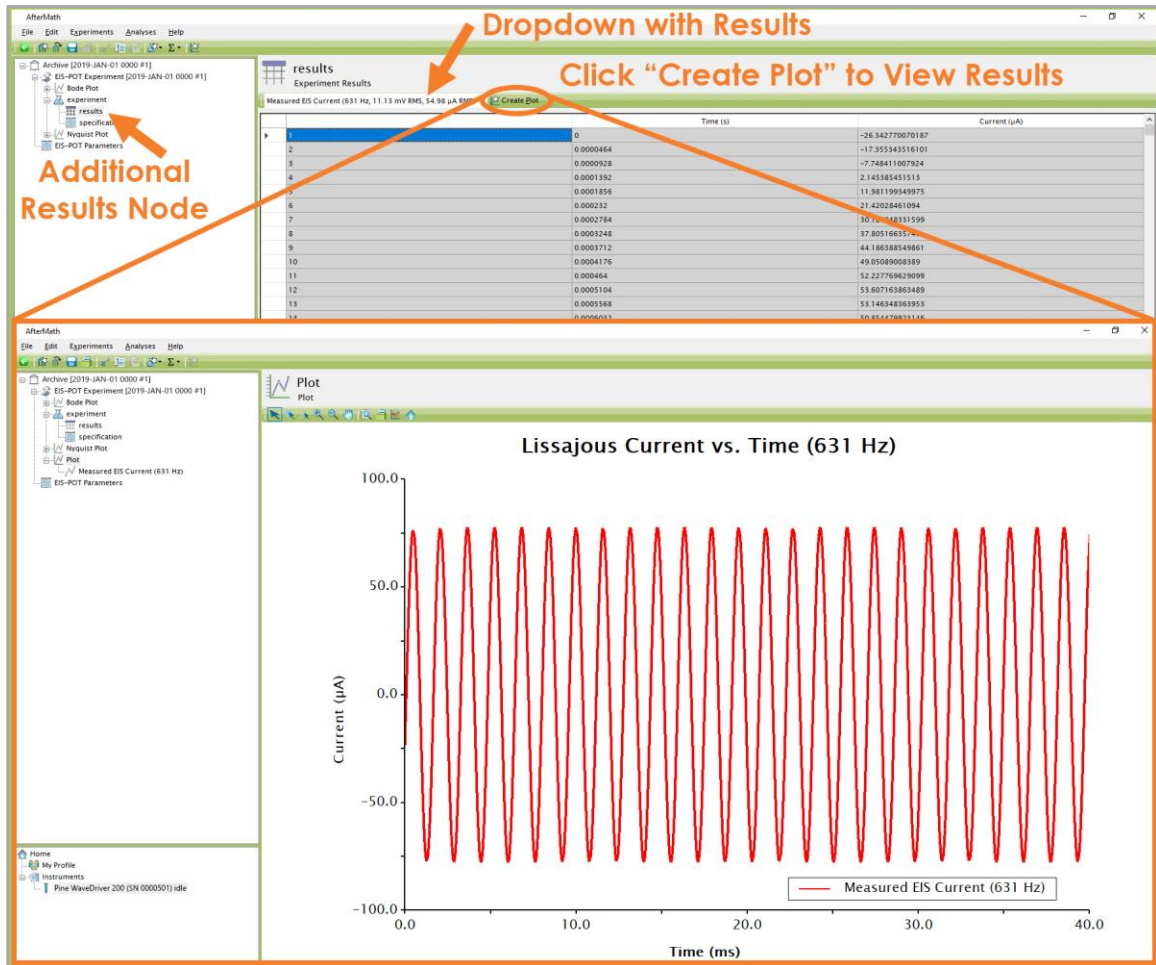 AfterMath
Dropdown with Results
File Edit Experiments Analyses Help
Archive [2019-JAN-01 0000 #1]
EIS-POT Experiment [2019-JAN-01 0000 #1]
Bode Plot
experiment
results
specification
Nyquist Plot
EIS-POT Parameters
Additional
Results Node
results
Experiment Results
Click “Create Plot” to View Results
Measured EIS Current (631 Hz, 11.13 mV RMS, 54.98 µA RMS
Create Plot
Time (s) Current (µA)
1 0 -26.342770070187
2 0.0000464 -17.355343516101
3 0.0000928 -7.748411007924
4 0.0001392 2.145385451513
5 0.0001856 11.981199349975
6 0.000232 21.42028461094
7 0.0002784
8 0.0003248
9 0.0003712 44.186388549861
10 0.0004176 49.05089008389
11 0.000464 52.227769629099
12 0.0005104 53.607163863489
13 0.0005568 53.146348363953
14
AfterMath
File Edit Experiments Analyses Help
Archive [2019-JAN-01 0000 #1]
EIS-POT Experiment [2019-JAN-01 0000 #1]
Bode Plot
experiment
results
specification
Nyquist Plot
Plot
Measured EIS Current (631 Hz)
EIS-POT Parameters
Home
My Profile
Instruments
Pine WaveDriver 200 (SN 0000501) idle
Plot
Plot
Lissajous Current vs. Time (631 Hz)
100.0
50.0
0.0
-50.0
-100.0
Current (µA)
Measured EIS Current (631 Hz)
0.0 10.0 20.0 30.0 40.0
Time (ms)